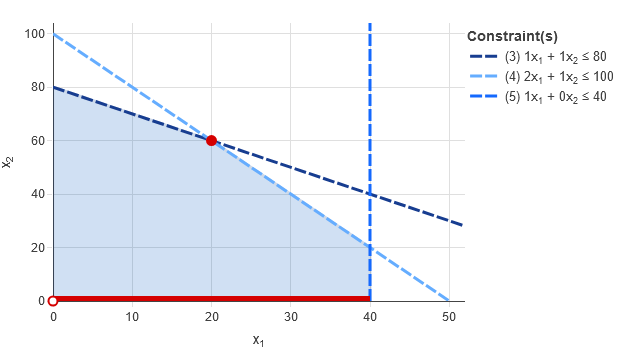 Constraint(s)
(3) 1x₁ + 1x₂ ≤ 80
(4) 2x₁ + 1x₂ ≤ 100
(5) 1x₁ + 0x₂ ≤ 40
100
80
60
40
20
0
x₂
0 10 20 30 40 50
x₁